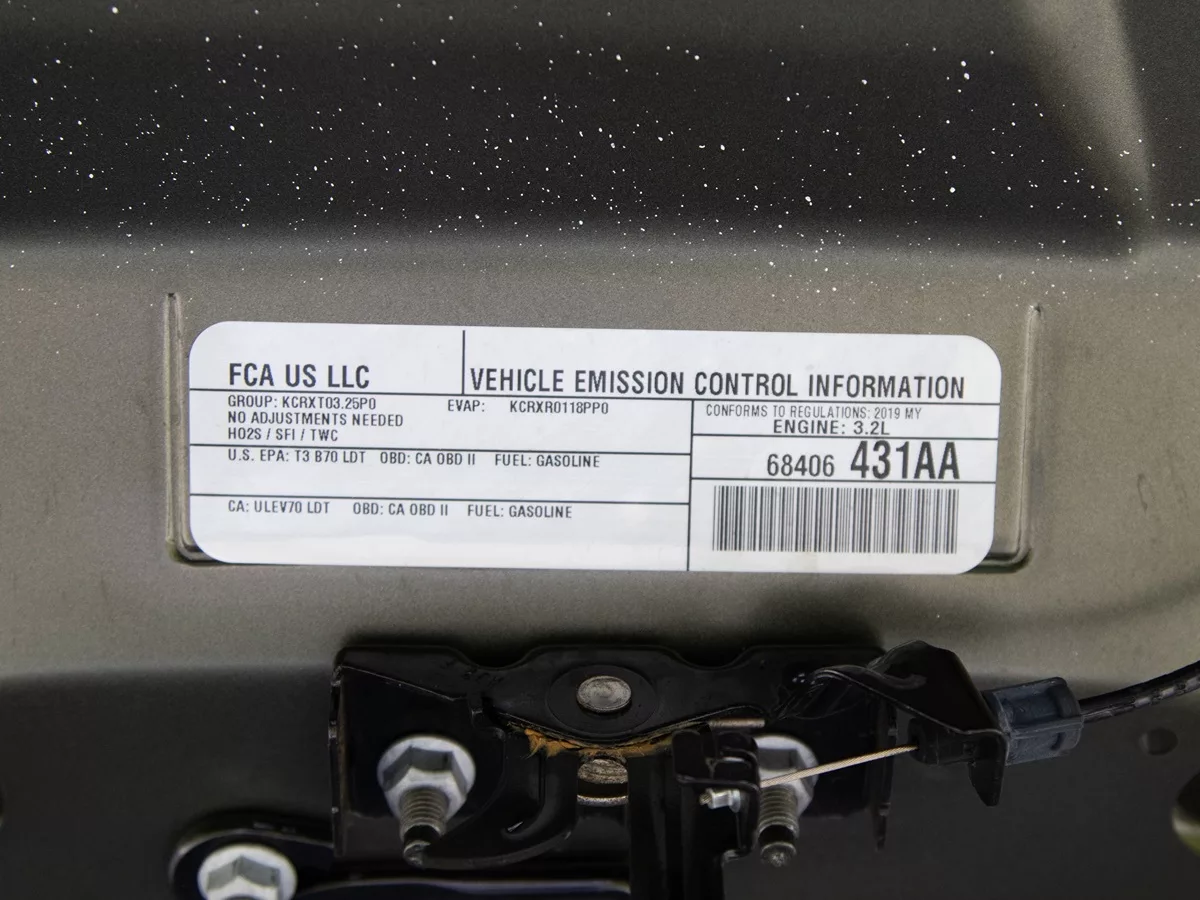 FCA US LLC
VEHICLE EMISSION CONTROL INFORMATION
GROUP: KCRXT03.25P0 EVAP: KCRXR0118PP0
NO ADJUSTMENTS NEEDED
HO2S / SFI / TWC
CONFORMS TO REGULATIONS: 2019 MY
ENGINE: 3.2L
U.S. EPA: T3 B70 LDT OBD: CA OBD II FUEL: GASOLINE
68406 431AA
CA: ULEV70 LDT OBD: CA OBD II FUEL: GASOLINE